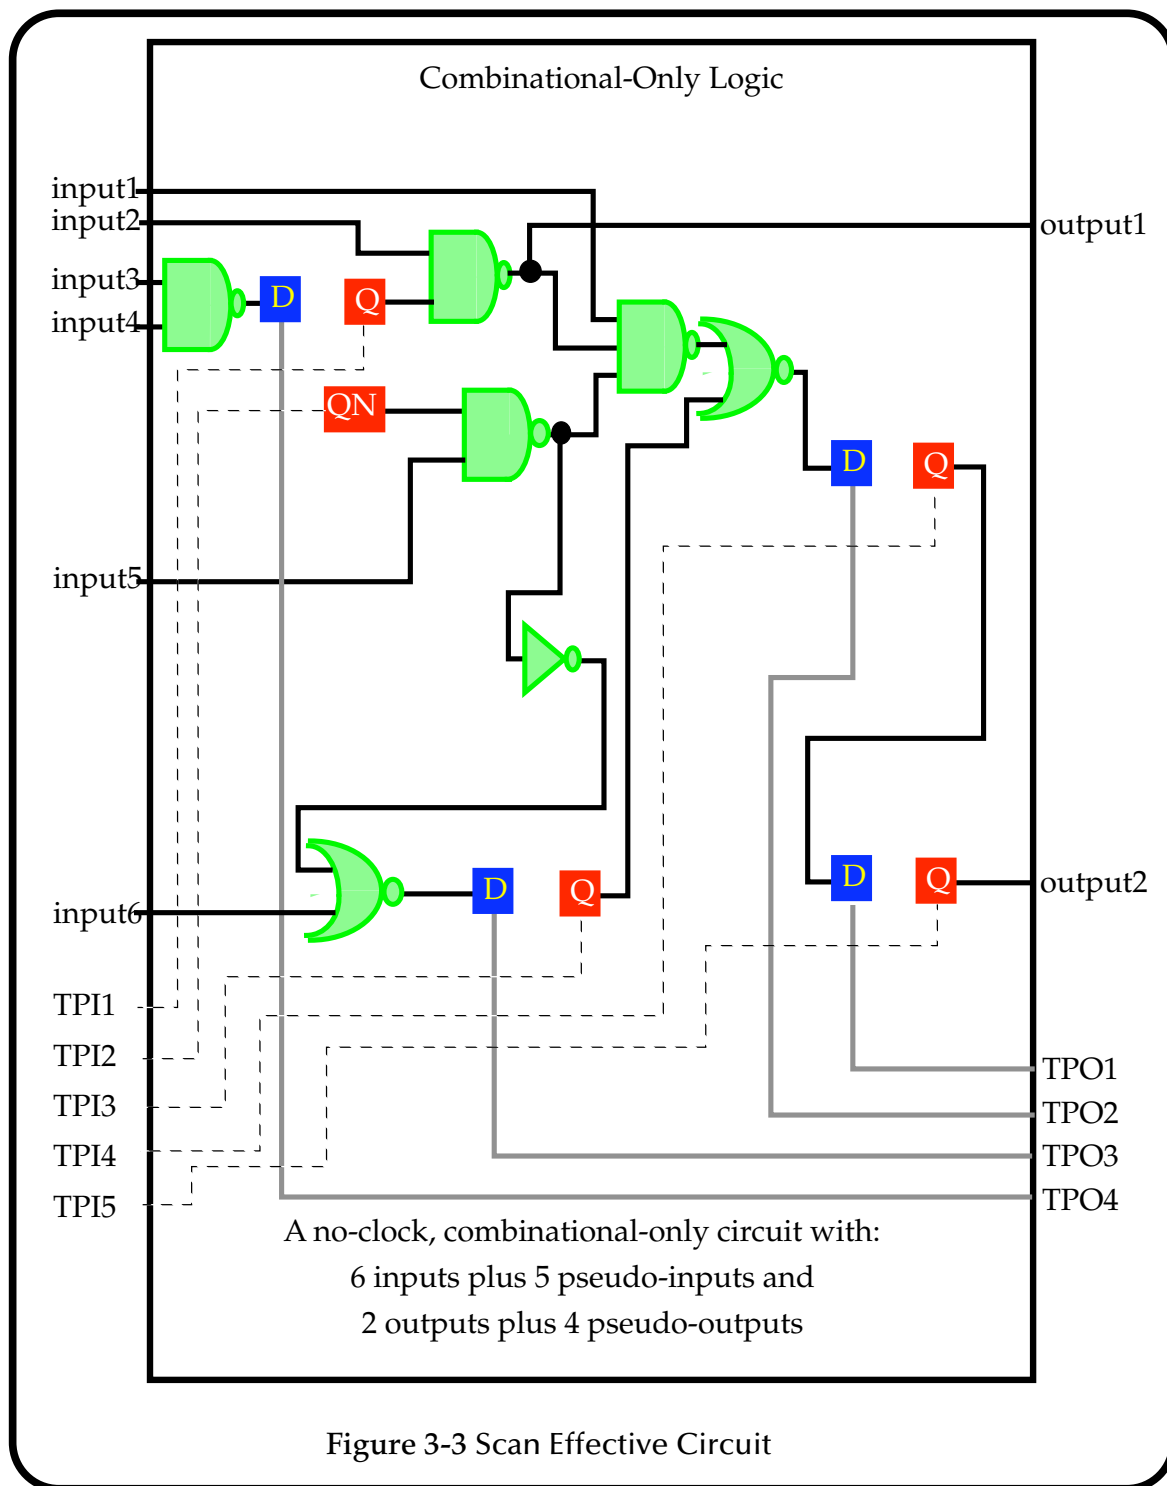 Combinational-Only Logic
input1
input2
output1
input3
D
Q
input4
QN
D
Q
input5
D
Q
D
Q
output2
input6
TPI1
TPI2
TPI3
TPI4
TPI5
TPO1
TPO2
TPO3
TPO4
A no-clock, combinational-only circuit with:
6 inputs plus 5 pseudo-inputs and
2 outputs plus 4 pseudo-outputs
Figure 3-3 Scan Effective Circuit